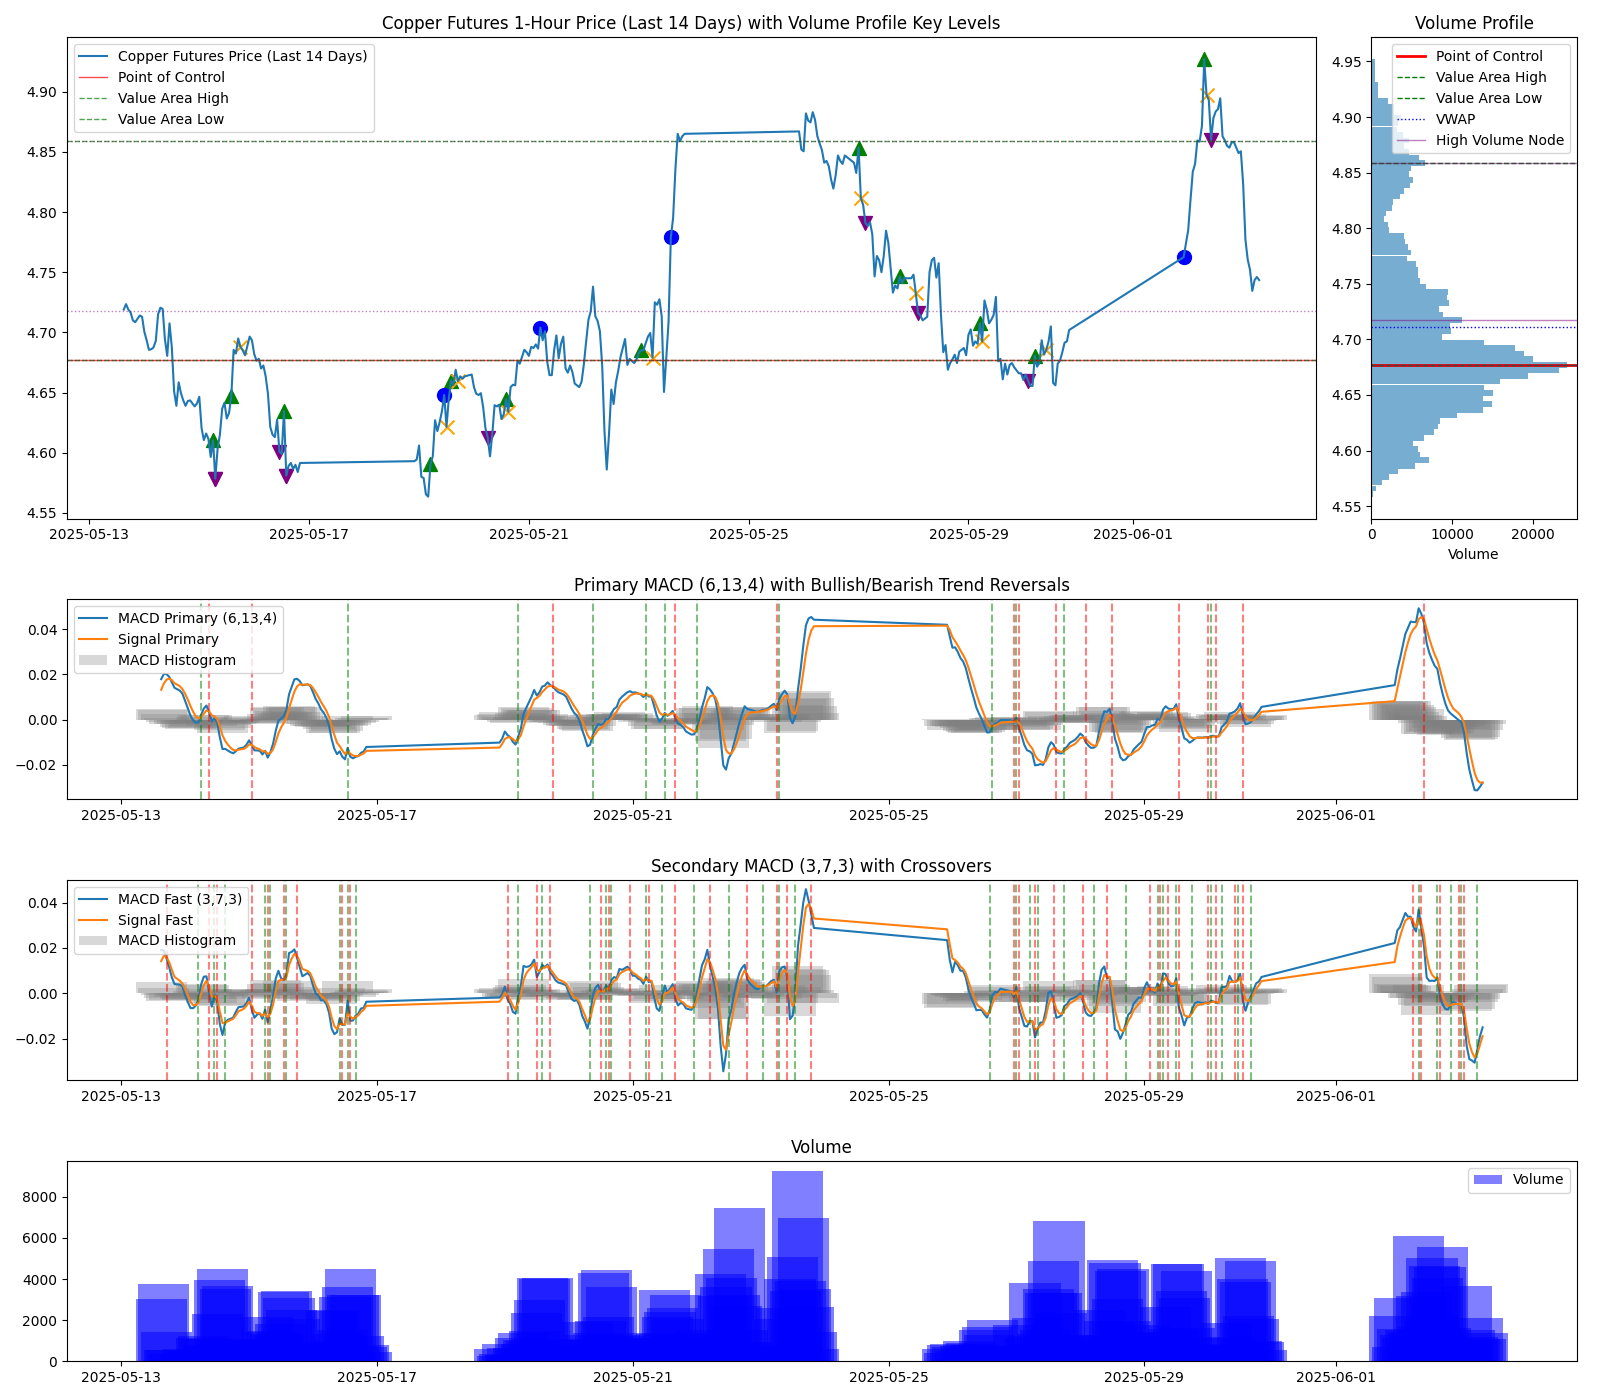 Copper Futures 1-Hour Price (Last 14 Days) with Volume Profile Key Levels
Copper Futures Price (Last 14 Days)
Point of Control
Value Area High
Value Area Low
4.90
4.85
4.80
4.75
4.70
4.65
4.60
4.55
2025-05-13 2025-05-17 2025-05-21 2025-05-25 2025-05-29 2025-06-01
Volume Profile
Point of Control
Value Area High
Value Area Low
VWAP
High Volume Node
4.95
4.90
4.85
4.80
4.75
4.70
4.65
4.60
4.55
0 10000 20000
Volume
Primary MACD (6,13,4) with Bullish/Bearish Trend Reversals
MACD Primary (6,13,4)
Signal Primary
MACD Histogram
0.04
0.02
0.00
−0.02
2025-05-13 2025-05-17 2025-05-21 2025-05-25 2025-05-29 2025-06-01
Secondary MACD (3,7,3) with Crossovers
MACD Fast (3,7,3)
Signal Fast
MACD Histogram
0.04
0.02
0.00
−0.02
2025-05-13 2025-05-17 2025-05-21 2025-05-25 2025-05-29 2025-06-01
Volume
Volume
8000
6000
4000
2000
0
2025-05-13 2025-05-17 2025-05-21 2025-05-25 2025-05-29 2025-06-01